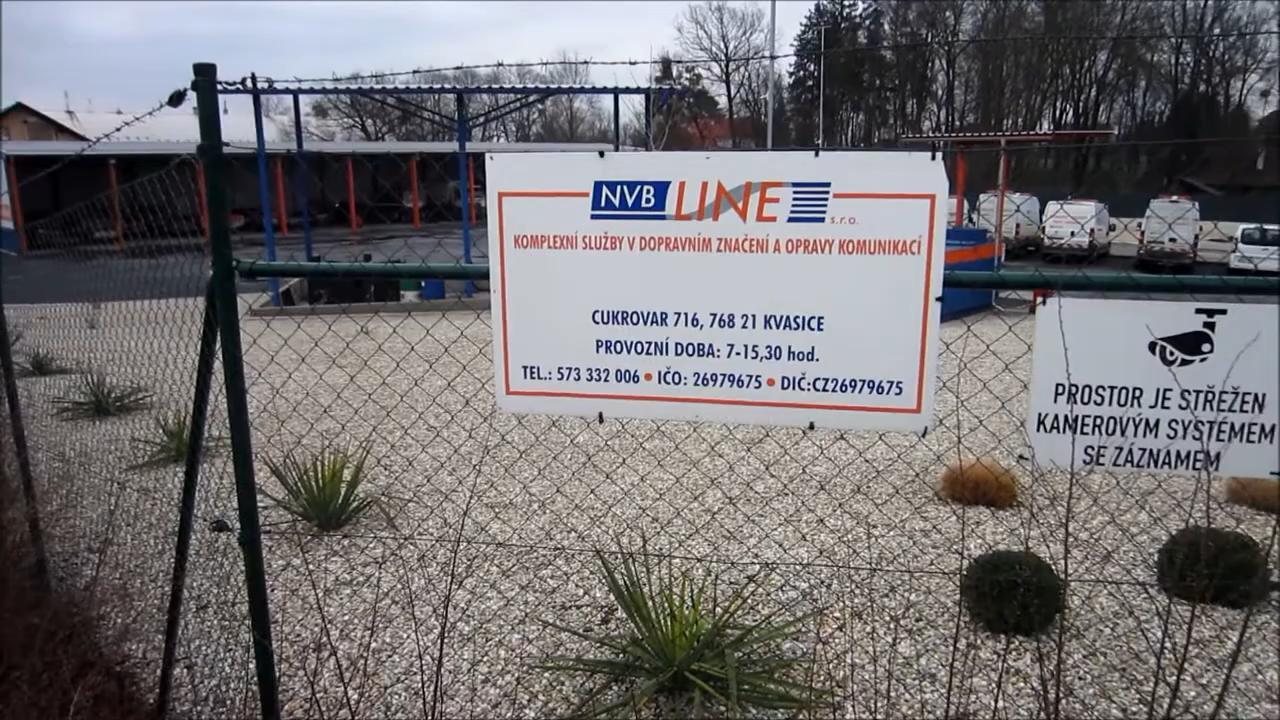 NVB LINE s.r.o.
KOMPLEXNÍ SLUŽBY V DOPRAVNÍM ZNAČENÍ A OPRAVY KOMUNIKACÍ
CUKROVAR 716, 768 21 KVASICE
PROVOZNÍ DOBA: 7-15,30 hod.
TEL.: 573 332 006 • IČO: 26979675 • DIČ:CZ26979675
PROSTOR JE STŘEŽEN
KAMEROVÝM SYSTÉMEM
SE ZÁZNAMEM